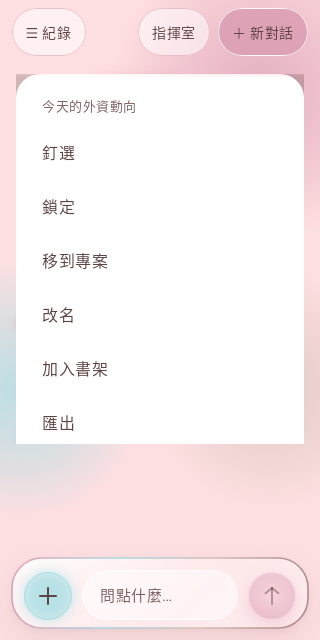 ☰ 紀錄
指揮室
＋ 新對話
今天的外資動向
釘選
鎖定
移到專案
改名
加入書架
匯出
問點什麼…